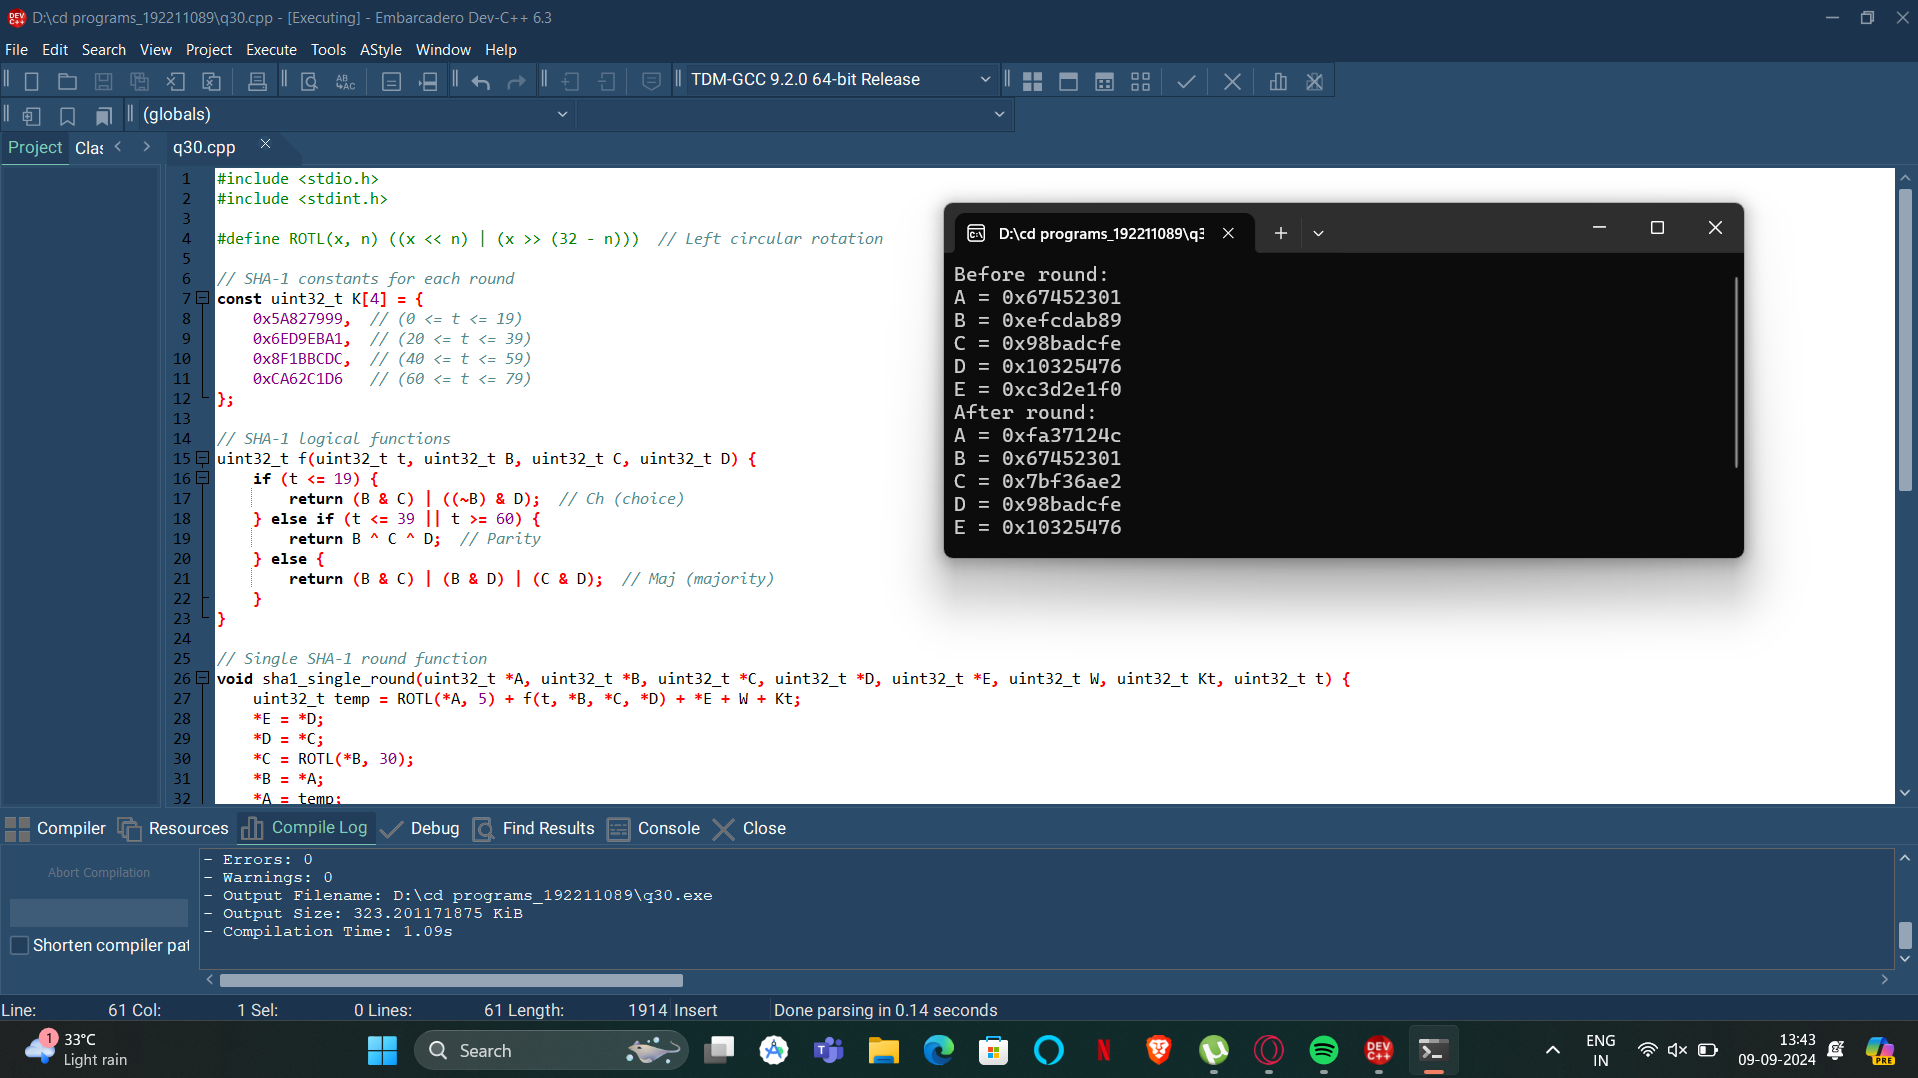 D:\cd programs_192211089\q30.cpp - [Executing] - Embarcadero Dev-C++ 6.3
File Edit Search View Project Execute Tools AStyle Window Help
TDM-GCC 9.2.0 64-bit Release
(globals)
Project Clas q30.cpp
1 #include <stdio.h>
2 #include <stdint.h>
3
4 #define ROTL(x, n) ((x << n) | (x >> (32 - n))) // Left circular rotation
5
6 // SHA-1 constants for each round
7 const uint32_t K[4] = {
8 0x5A827999, // (0 <= t <= 19)
9 0x6ED9EBA1, // (20 <= t <= 39)
10 0x8F1BBCDC, // (40 <= t <= 59)
11 0xCA62C1D6 // (60 <= t <= 79)
12 };
13
14 // SHA-1 logical functions
15 uint32_t f(uint32_t t, uint32_t B, uint32_t C, uint32_t D) {
16 if (t <= 19) {
17 return (B & C) | ((~B) & D); // Ch (choice)
18 } else if (t <= 39 || t >= 60) {
19 return B ^ C ^ D; // Parity
20 } else {
21 return (B & C) | (B & D) | (C & D); // Maj (majority)
22 }
23 }
24
25 // Single SHA-1 round function
26 void sha1_single_round(uint32_t *A, uint32_t *B, uint32_t *C, uint32_t *D, uint32_t *E, uint32_t W, uint32_t Kt, uint32_t t) {
27 uint32_t temp = ROTL(*A, 5) + f(t, *B, *C, *D) + *E + W + Kt;
28 *E = *D;
29 *D = *C;
30 *C = ROTL(*B, 30);
31 *B = *A;
32 *A = temp;
D:\cd programs_192211089\q3
Before round:
A = 0x67452301
B = 0xefcdab89
C = 0x98badcfe
D = 0x10325476
E = 0xc3d2e1f0
After round:
A = 0xfa37124c
B = 0x67452301
C = 0x7bf36ae2
D = 0x98badcfe
E = 0x10325476
Compiler Resources Compile Log Debug Find Results Console Close
Abort Compilation
Shorten compiler pat
- Errors: 0
- Warnings: 0
- Output Filename: D:\cd programs_192211089\q30.exe
- Output Size: 323.201171875 KiB
- Compilation Time: 1.09s
Line: 61 Col: 1 Sel: 0 Lines: 61 Length: 1914 Insert Done parsing in 0.14 seconds
1
33°C
Light rain
Search
DEV C++
ENG
IN
13:43
09-09-2024
PRE